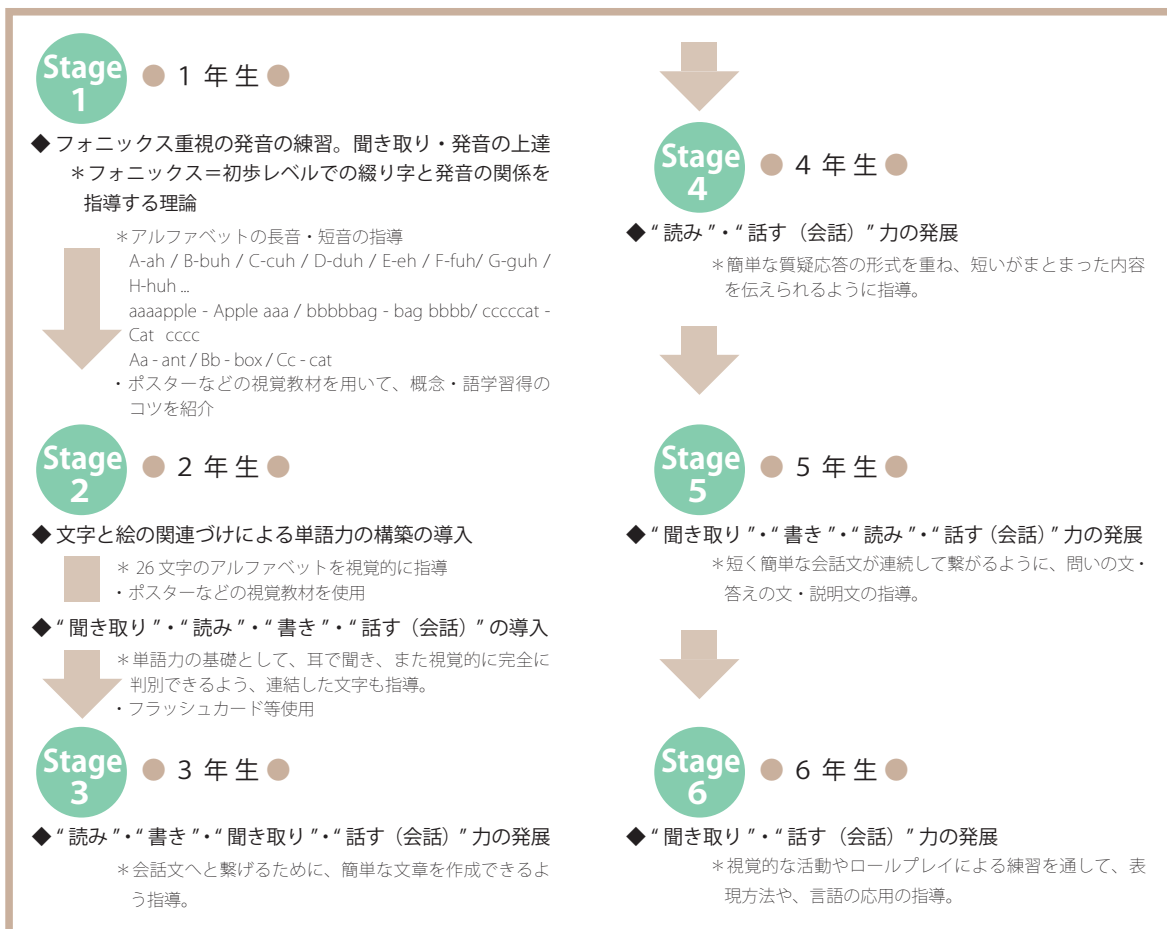 Stage
1
● 1 年 生 ●
◆ フォニックス重視の発音の練習。聞き取り・発音の上達
＊フォニックス＝初歩レベルでの綴り字と発音の関係を
指導する理論
＊アルファベットの長音・短音の指導
A-ah / B-buh / C-cuh / D-duh / E-eh / F-fuh/ G-guh /
H-huh ...
aaaapple - Apple aaa / bbbbbag - bag bbbb/ cccccat -
Cat cccc
Aa - ant / Bb - box / Cc - cat
・ポスターなどの視覚教材を用いて、概念・語学習得の
コツを紹介
Stage
2
● 2 年 生 ●
◆ 文字と絵の関連づけによる単語力の構築の導入
＊ 26 文字のアルファベットを視覚的に指導
・ポスターなどの視覚教材を使用
◆ “ 聞き取り ”・“ 読み ”・“ 書き ”・“ 話す（会話）” の導入
＊単語力の基礎として、耳で聞き、また視覚的に完全に
判別できるよう、連結した文字も指導。
・フラッシュカード等使用
Stage
3
● 3 年 生 ●
◆ “ 読み ”・“ 書き ”・“ 聞き取り ”・“ 話す（会話）” 力の発展
＊会話文へと繋げるために、簡単な文章を作成できるよ
う指導。
Stage
4
● 4 年 生 ●
◆ “ 読み ”・“ 話す（会話）” 力の発展
＊簡単な質疑応答の形式を重ね、短いがまとまった内容
を伝えられるように指導。
Stage
5
● 5 年 生 ●
◆ “ 聞き取り ”・“ 書き ”・“ 読み ”・“ 話す（会話）” 力の発展
＊短く簡単な会話文が連続して繋がるように、問いの文・
答えの文・説明文の指導。
Stage
6
● 6 年 生 ●
◆ “ 聞き取り ”・“ 話す（会話）” 力の発展
＊視覚的な活動やロールプレイによる練習を通して、表
現方法や、言語の応用の指導。